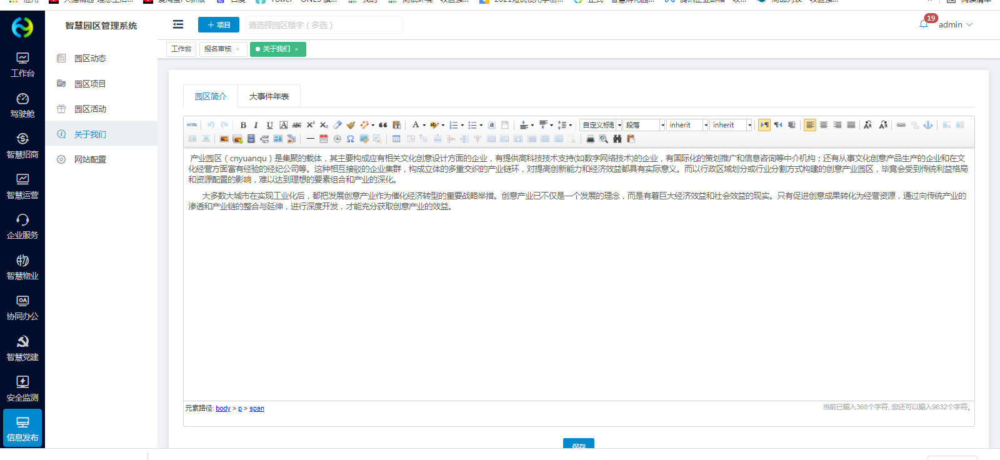 应用
我的
智慧园区管理系统
+ 项目
请选择园区楼宇（多选）
19
admin
工作台
报名审核 ×
关于我们 ×
工作台
驾驶舱
智慧招商
智慧运营
企业服务
智慧物业
协同办公
智慧党建
安全监测
信息发布
园区动态
园区项目
园区活动
关于我们
网站配置
园区简介
大事件年表
HTML
自定义标题
段落
inherit
inherit
产业园区（cnyuanqu）是集聚的载体，其主要构成应有相关文化创意设计方面的企业，有提供高科技技术支持(如数字网络技术)的企业，有国际化的策划推广和信息咨询等中介机构；还有从事文化创意产品生产的企业和在文
化经营方面富有经验的经纪公司等。这种相互接驳的企业集群，构成立体的多重交织的产业链环，对提高创新能力和经济效益都具有实际意义。而以行政区域划分或行业分割方式构建的创意产业园区，毕竟会受到传统利益格局
和资源配置的影响，难以达到理想的要素组合和产业的深化。
大多数大城市在实现工业化后，都把发展创意产业作为催化经济转型的重要战略举措。创意产业已不仅是一个发展的理念，而是有着巨大经济效益和社会效益的现实。只有促进创意成果转化为经营资源，通过向传统产业的
渗透和产业链的整合与延伸，进行深度开发，才能充分获取创意产业的效益。
元素路径: body > p > span
当前已输入368个字符, 您还可以输入9632个字符。
保存